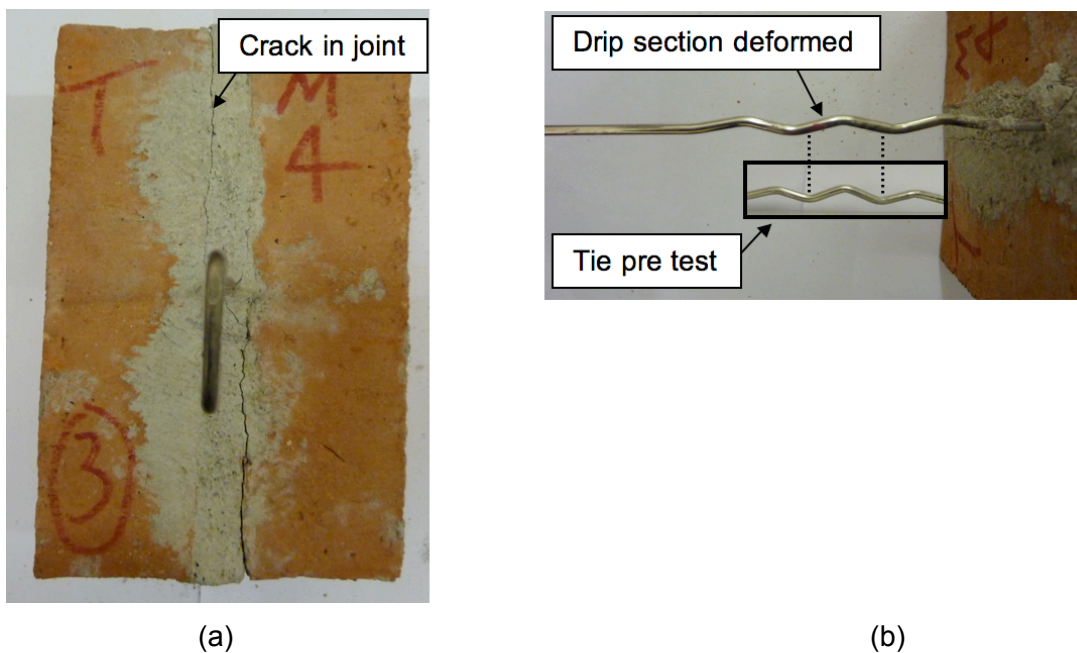 Crack in joint
T
M
4
3
(a)
Drip section deformed
Tie pre test
(b)